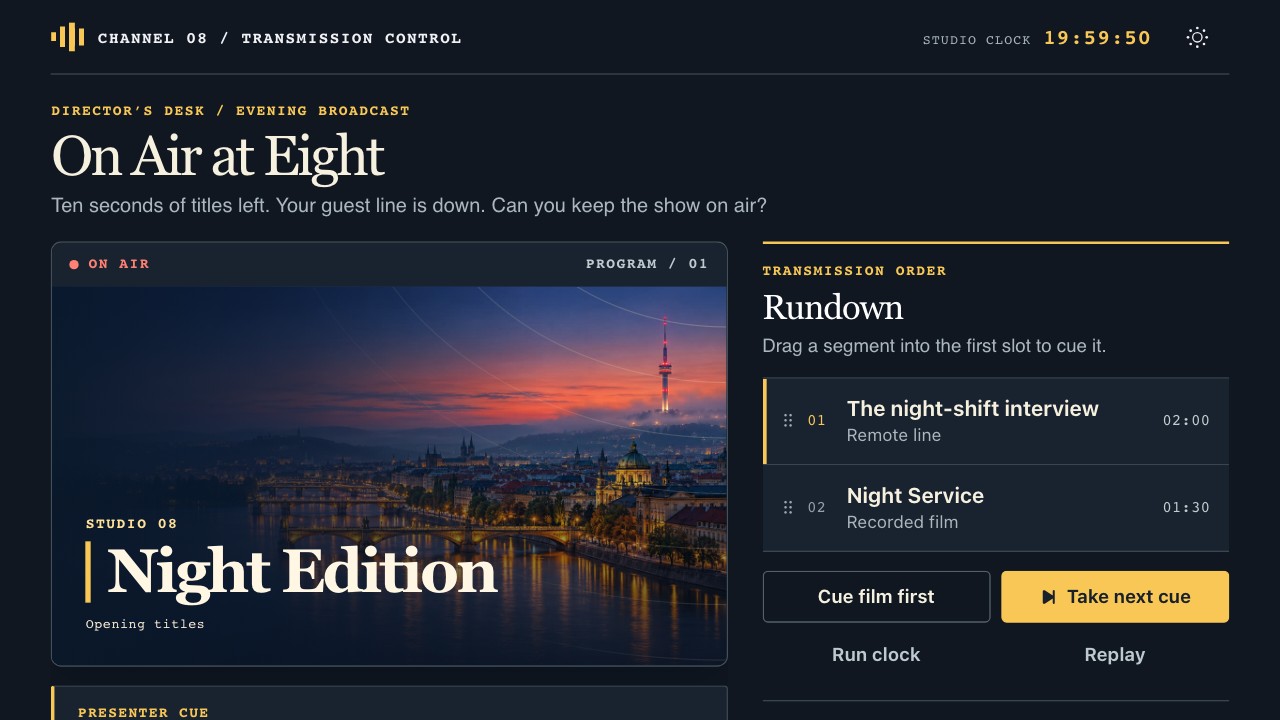 CHANNEL 08 / TRANSMISSION CONTROL
STUDIO CLOCK 19:59:50
DIRECTOR’S DESK / EVENING BROADCAST
On Air at Eight
Ten seconds of titles left. Your guest line is down. Can you keep the show on air?
ON AIR
PROGRAM / 01
STUDIO 08
Night Edition
Opening titles
PRESENTER CUE
TRANSMISSION ORDER
Rundown
Drag a segment into the first slot to cue it.
01 The night-shift interview 02:00
Remote line
02 Night Service 01:30
Recorded film
Cue film first
Take next cue
Run clock
Replay